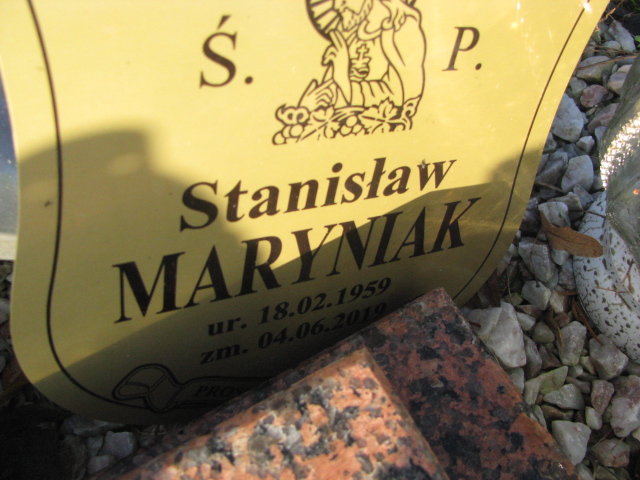 Ś. P.
Stanisław
MARYNIAK
ur. 18.02.1959
zm. 04.06.2019